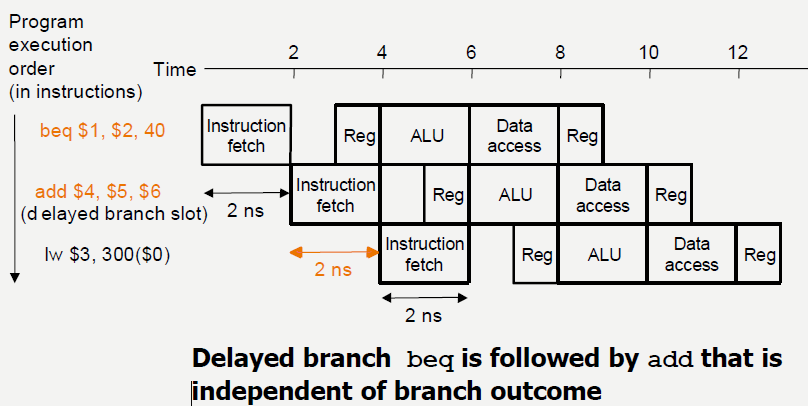 Program
execution
order
(in instructions)
Time
2 4 6 8 10 12
beq $1, $2, 40
Instruction
fetch
Reg
ALU
Data
access
Reg
add $4, $5, $6
(d elayed branch slot)
2 ns
Instruction
fetch
Reg
ALU
Data
access
Reg
lw $3, 300($0)
2 ns
Instruction
fetch
Reg
ALU
Data
access
Reg
2 ns
Delayed branch beq is followed by add that is
independent of branch outcome